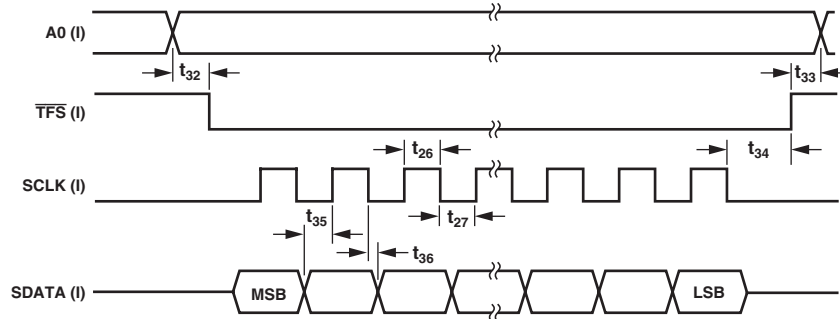 A0 (I)
t32
t33
TFS (I)
t26
t34
SCLK (I)
t35
t27
t36
SDATA (I)
MSB
LSB